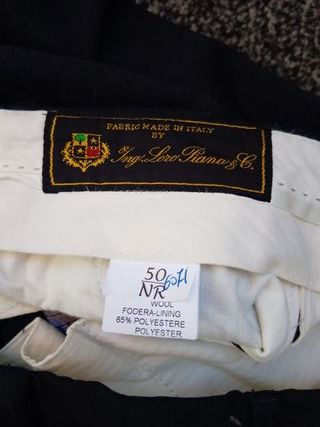 FABRIC MADE IN ITALY
BY
Ing. Loro Piana & C.
50
NR
WOOL
FODERA-LINING
65% POLYESTERE
POLYESTER